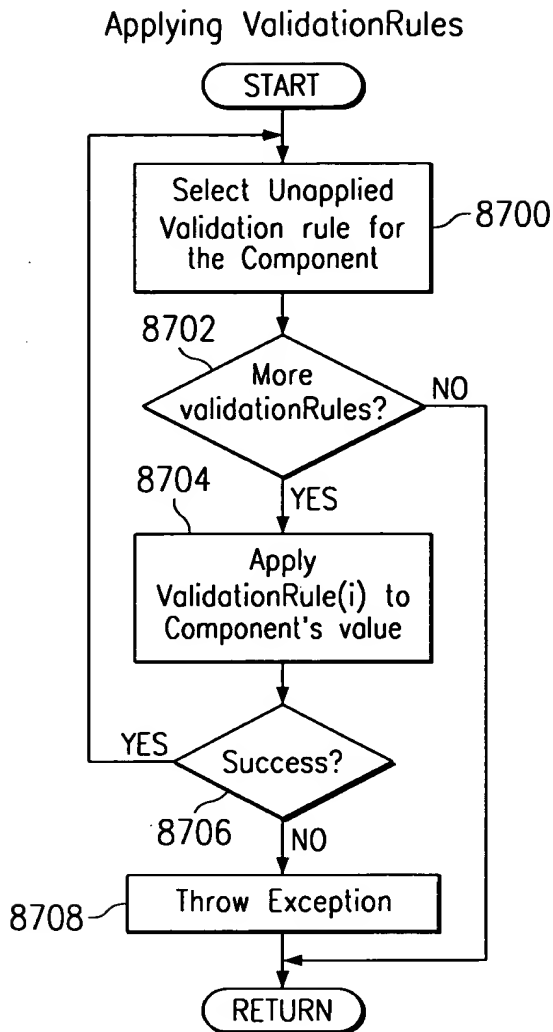 Applying ValidationRules
START
Select Unapplied
Validation rule for
the Component
8700
8702
More
validationRules?
NO
YES
8704
Apply
ValidationRule(i) to
Component's value
YES
Success?
8706
NO
8708
Throw Exception
RETURN